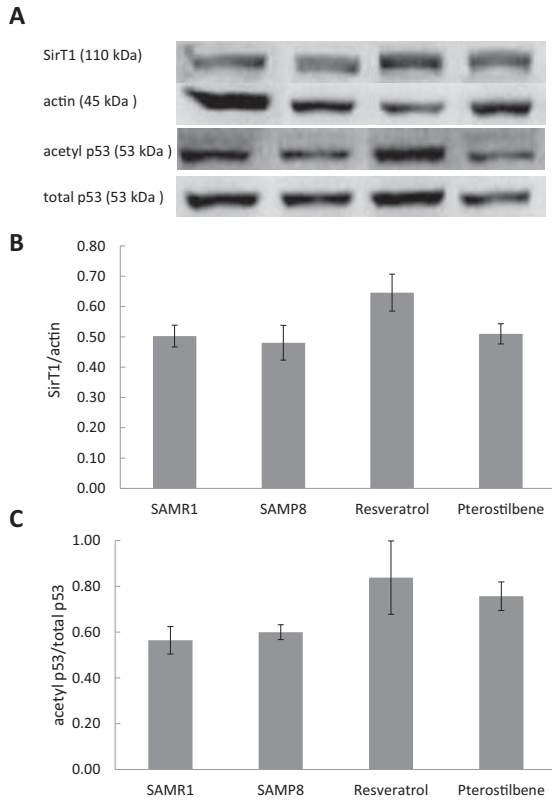 A
SirT1 (110 kDa)
actin (45 kDa )
acetyl p53 (53 kDa )
total p53 (53 kDa )
B
0.80
0.70
0.60
0.50
0.40
0.30
0.20
0.10
0.00
SirT1/actin
SAMR1 SAMP8 Resveratrol Pterostilbene
C
1.00
0.80
0.60
0.40
0.20
0.00
acetyl p53/total p53
SAMR1 SAMP8 Resveratrol Pterostilbene